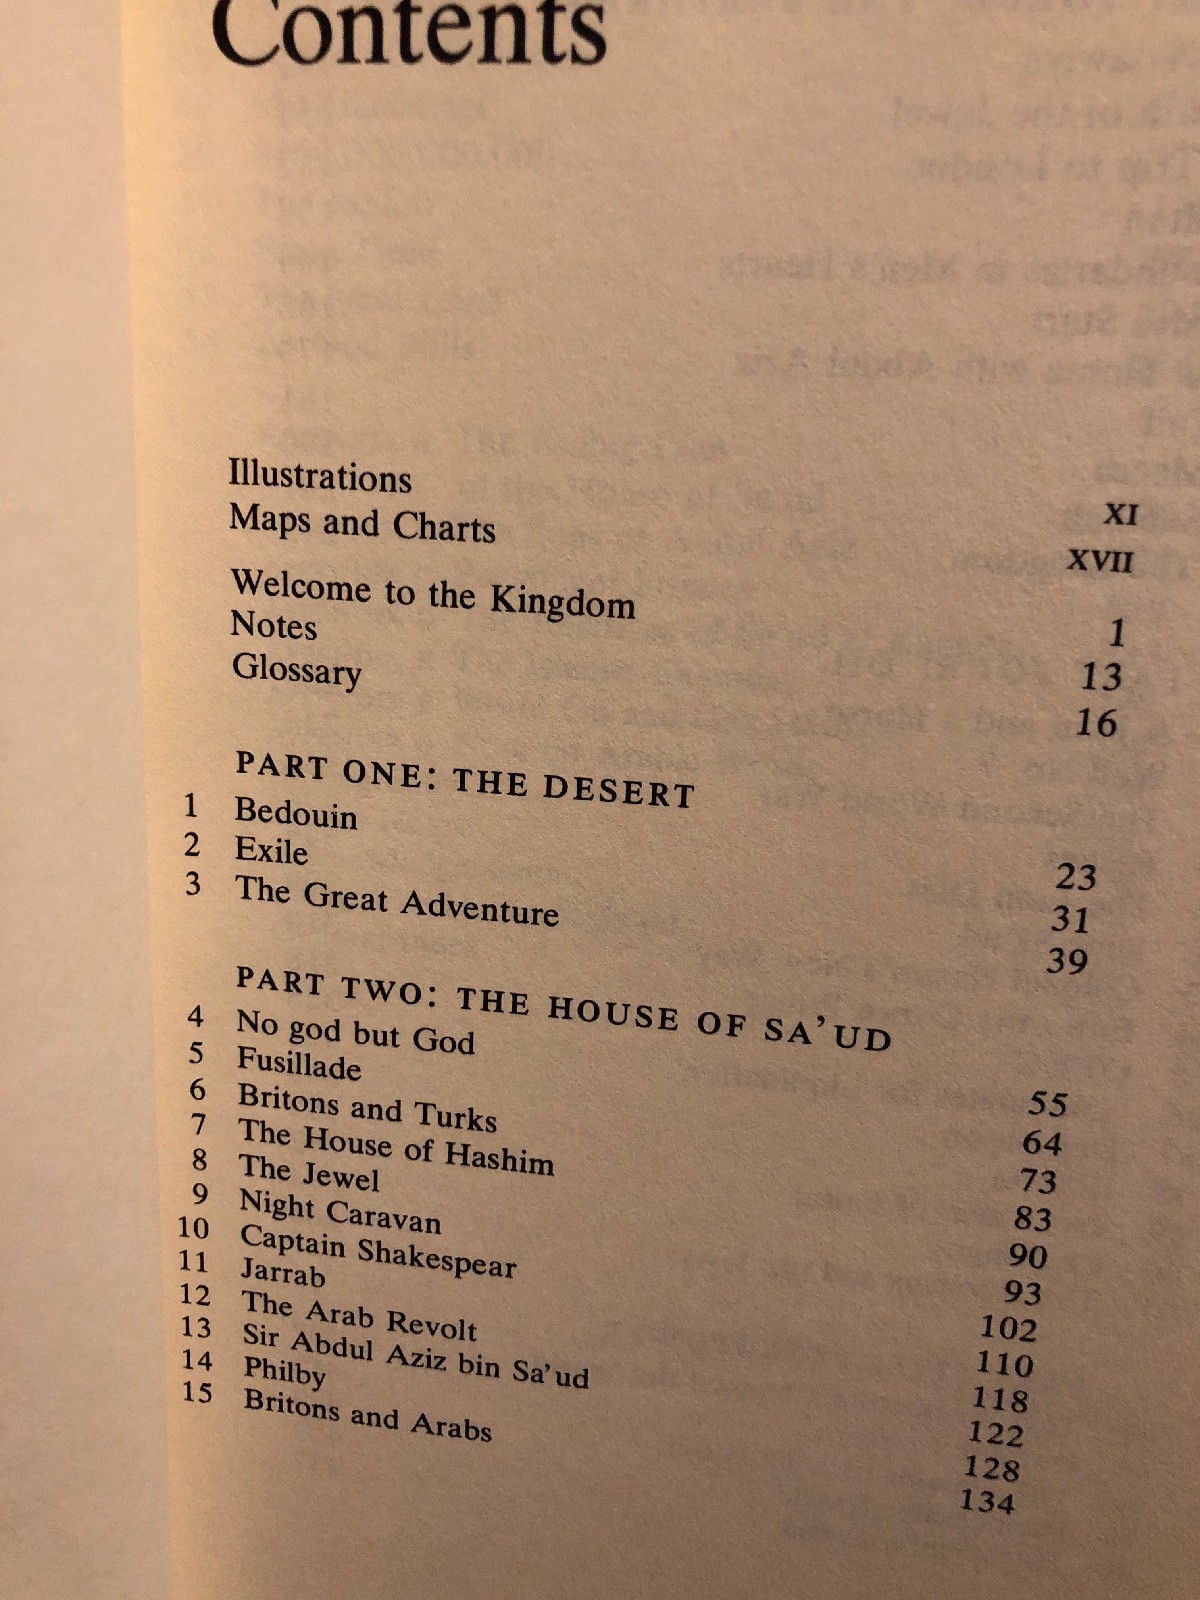 Contents
Illustrations XI
Maps and Charts XVII
Welcome to the Kingdom 1
Notes 13
Glossary 16
PART ONE: THE DESERT
1 Bedouin 23
2 Exile 31
3 The Great Adventure 39
PART TWO: THE HOUSE OF SA'UD
4 No god but God 55
5 Fusillade 64
6 Britons and Turks 73
7 The House of Hashim 83
8 The Jewel 90
9 Night Caravan 93
10 Captain Shakespear 102
11 Jarrab 110
12 The Arab Revolt 118
13 Sir Abdul Aziz bin Sa'ud 122
14 Philby 128
15 Britons and Arabs 134